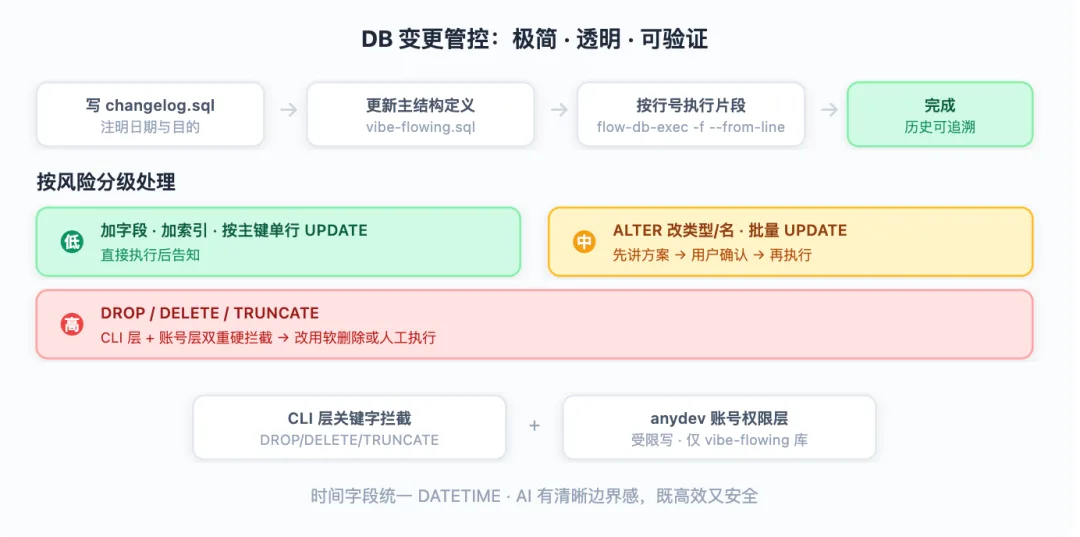 DB 变更管控：极简 · 透明 · 可验证
写 changelog.sql
注明日期与目的
→
更新主结构定义
vibe-flowing.sql
→
按行号执行片段
flow-db-exec -f --from-line
→
完成
历史可追溯
按风险分级处理
低
加字段 · 加索引 · 按主键单行 UPDATE
直接执行后告知
中
ALTER 改类型/名 · 批量 UPDATE
先讲方案 → 用户确认 → 再执行
高
DROP / DELETE / TRUNCATE
CLI 层 + 账号层双重硬拦截 → 改用软删除或人工执行
CLI 层关键字拦截
DROP/DELETE/TRUNCATE
+
anydev 账号权限层
受限写 · 仅 vibe-flowing 库
时间字段统一 DATETIME · AI 有清晰边界感，既高效又安全